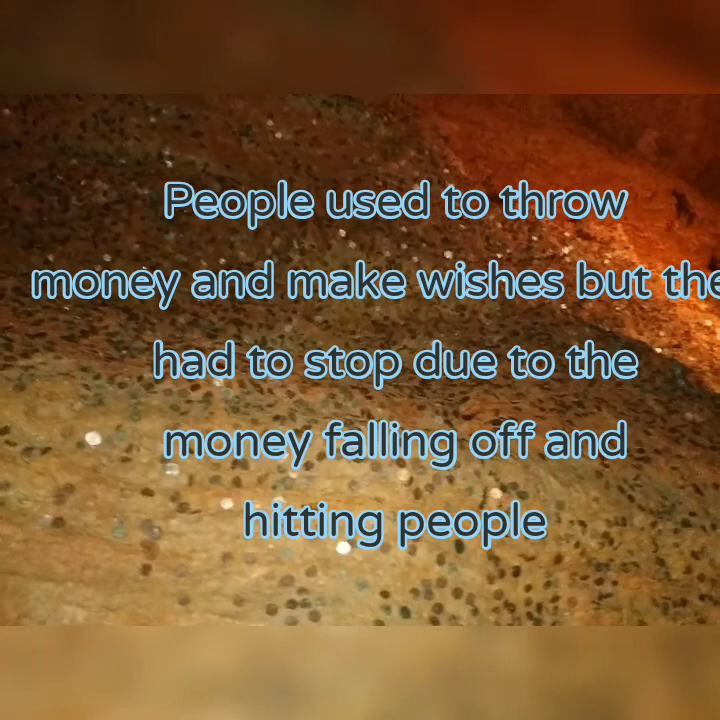 People used to throw
money and make wishes but the
had to stop due to the
money falling off and
hitting people